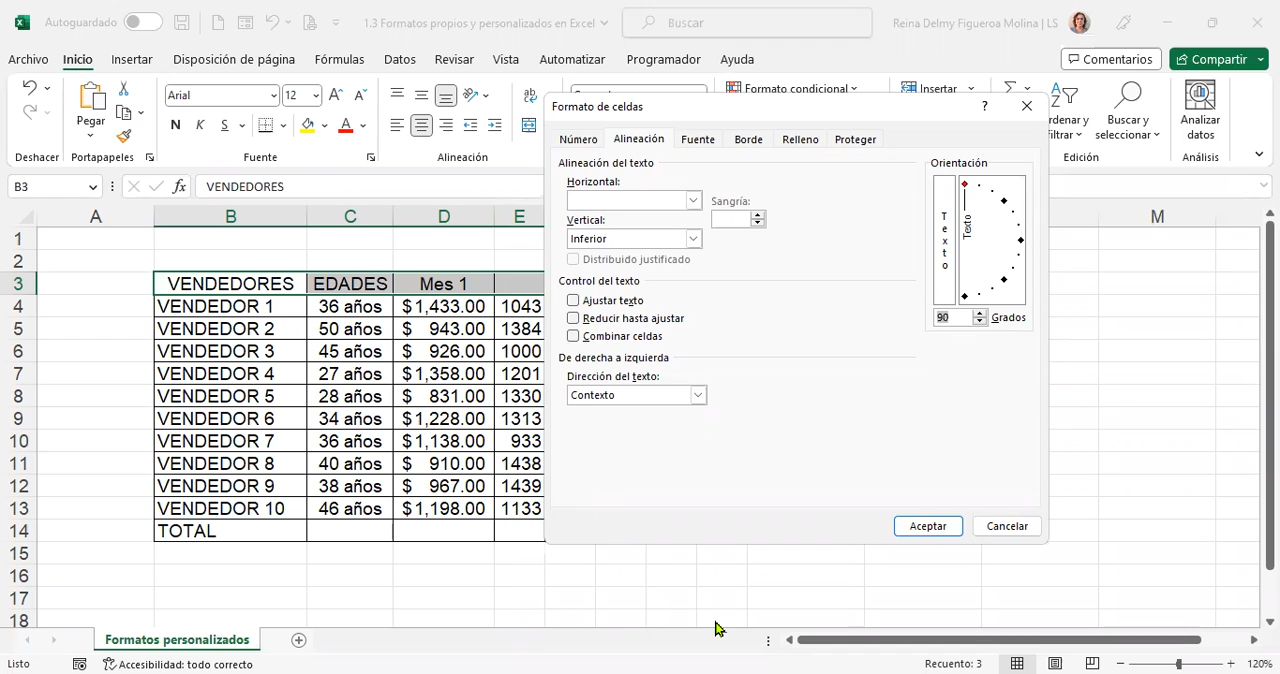 Autoguardado 1.3 Formatos propios y personalizados en Excel Buscar Reina Delmy Figueroa Molina | LS
Archivo Inicio Insertar Disposición de página Fórmulas Datos Revisar Vista Automatizar Programador Ayuda Comentarios Compartir
Pegar Arial 12 Formato condicional Insertar Ordenar y filtrar Buscar y seleccionar Analizar datos
N K S
Deshacer Portapapeles Fuente Alineación Edición Análisis
B3 fx VENDEDORES
A B C D E M
1
2
3 VENDEDORES EDADES Mes 1
4 VENDEDOR 1 36 años $ 1,433.00 1043
5 VENDEDOR 2 50 años $ 943.00 1384
6 VENDEDOR 3 45 años $ 926.00 1000
7 VENDEDOR 4 27 años $ 1,358.00 1201
8 VENDEDOR 5 28 años $ 831.00 1330
9 VENDEDOR 6 34 años $ 1,228.00 1313
10 VENDEDOR 7 36 años $ 1,138.00 933
11 VENDEDOR 8 40 años $ 910.00 1438
12 VENDEDOR 9 38 años $ 967.00 1439
13 VENDEDOR 10 46 años $ 1,198.00 1133
14 TOTAL
15
16
17
18
Formato de celdas ?
Número Alineación Fuente Borde Relleno Proteger
Alineación del texto
Horizontal:
Sangría:
Vertical:
Inferior
Distribuido justificado
Control del texto
Ajustar texto
Reducir hasta ajustar
Combinar celdas
De derecha a izquierda
Dirección del texto:
Contexto
Orientación
Texto
Texto
90 Grados
Aceptar Cancelar
Formatos personalizados
Listo Accesibilidad: todo correcto Recuento: 3 120%